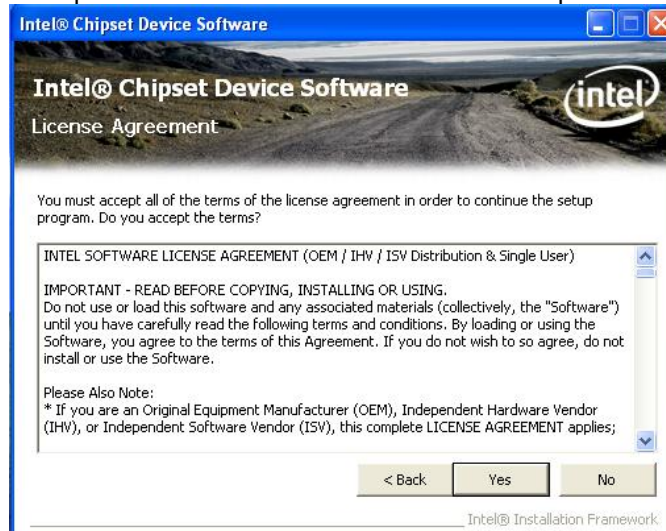 Intel® Chipset Device Software
Intel® Chipset Device Software
intel
License Agreement
You must accept all of the terms of the license agreement in order to continue the setup
program. Do you accept the terms?
INTEL SOFTWARE LICENSE AGREEMENT (OEM / IHV / ISV Distribution & Single User)
IMPORTANT - READ BEFORE COPYING, INSTALLING OR USING.
Do not use or load this software and any associated materials (collectively, the "Software")
until you have carefully read the following terms and conditions. By loading or using the
Software, you agree to the terms of this Agreement. If you do not wish to so agree, do not
install or use the Software.
Please Also Note:
* If you are an Original Equipment Manufacturer (OEM), Independent Hardware Vendor
(IHV), or Independent Software Vendor (ISV), this complete LICENSE AGREEMENT applies;
< Back Yes No
Intel® Installation Framework